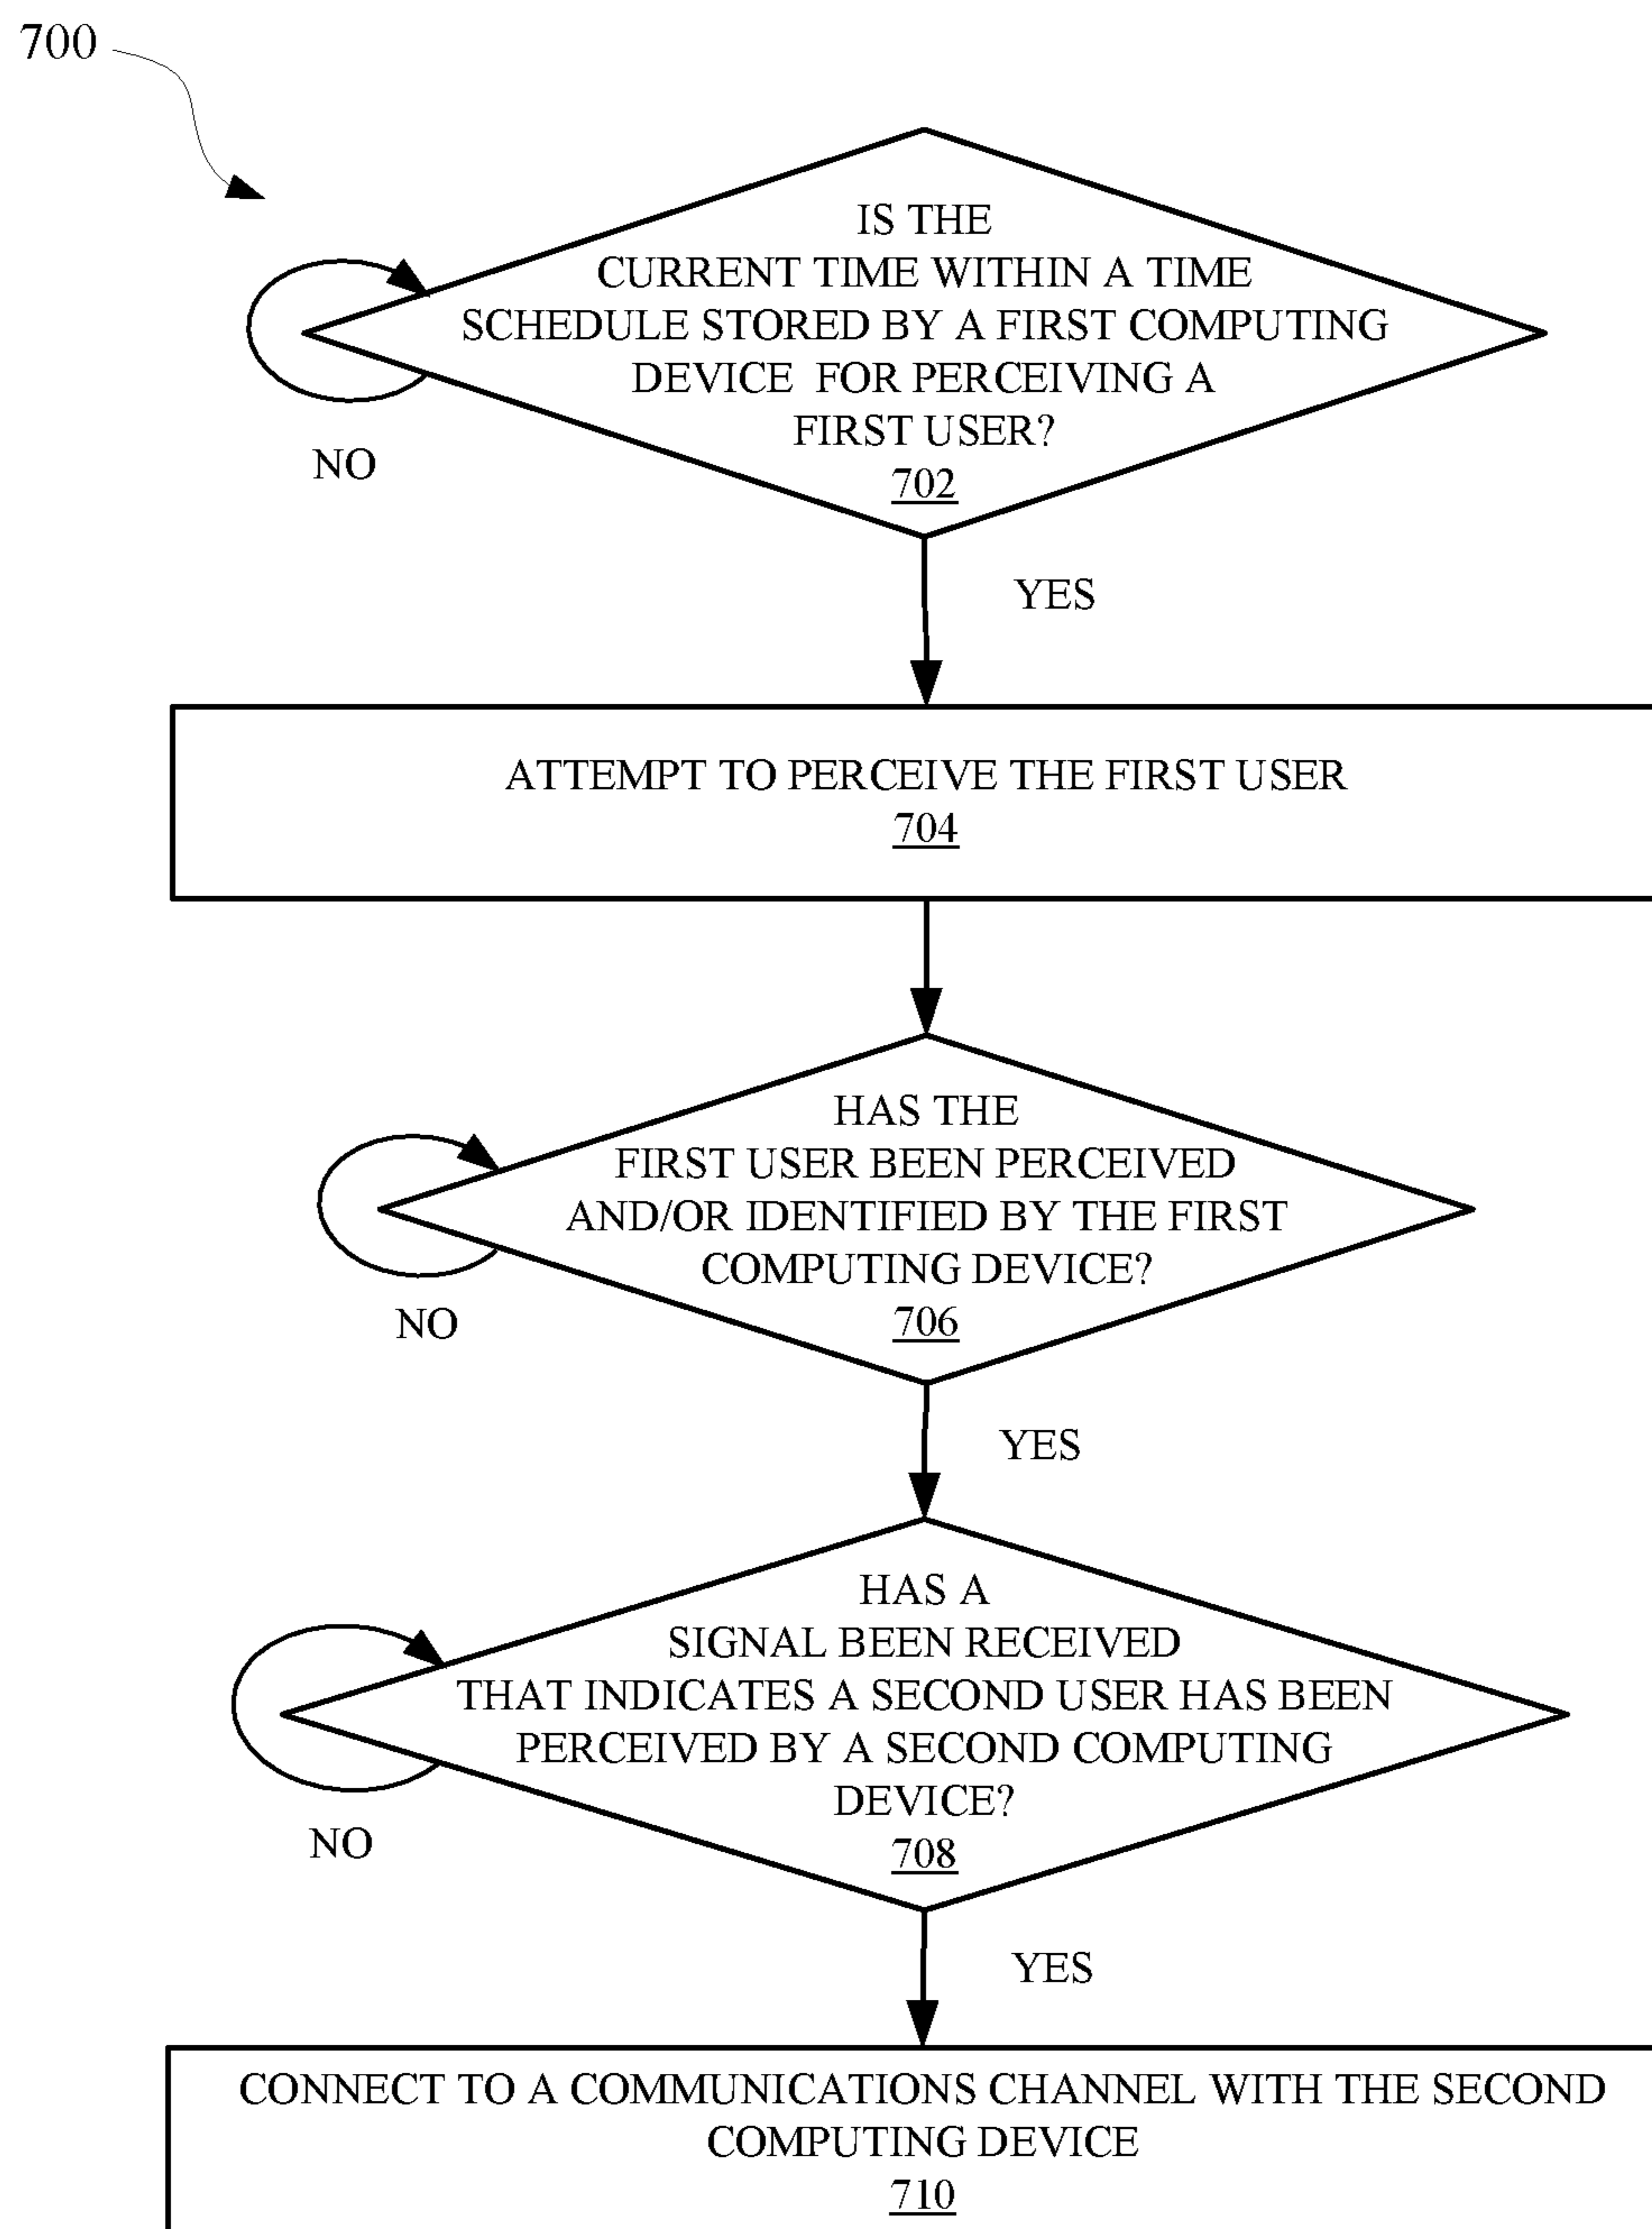 700
IS THE
CURRENT TIME WITHIN A TIME
SCHEDULE STORED BY A FIRST COMPUTING
DEVICE FOR PERCEIVING A
FIRST USER?
702
NO
YES
ATTEMPT TO PERCEIVE THE FIRST USER
704
HAS THE
FIRST USER BEEN PERCEIVED
AND/OR IDENTIFIED BY THE FIRST
COMPUTING DEVICE?
706
NO
YES
HAS A
SIGNAL BEEN RECEIVED
THAT INDICATES A SECOND USER HAS BEEN
PERCEIVED BY A SECOND COMPUTING
DEVICE?
708
NO
YES
CONNECT TO A COMMUNICATIONS CHANNEL WITH THE SECOND
COMPUTING DEVICE
710